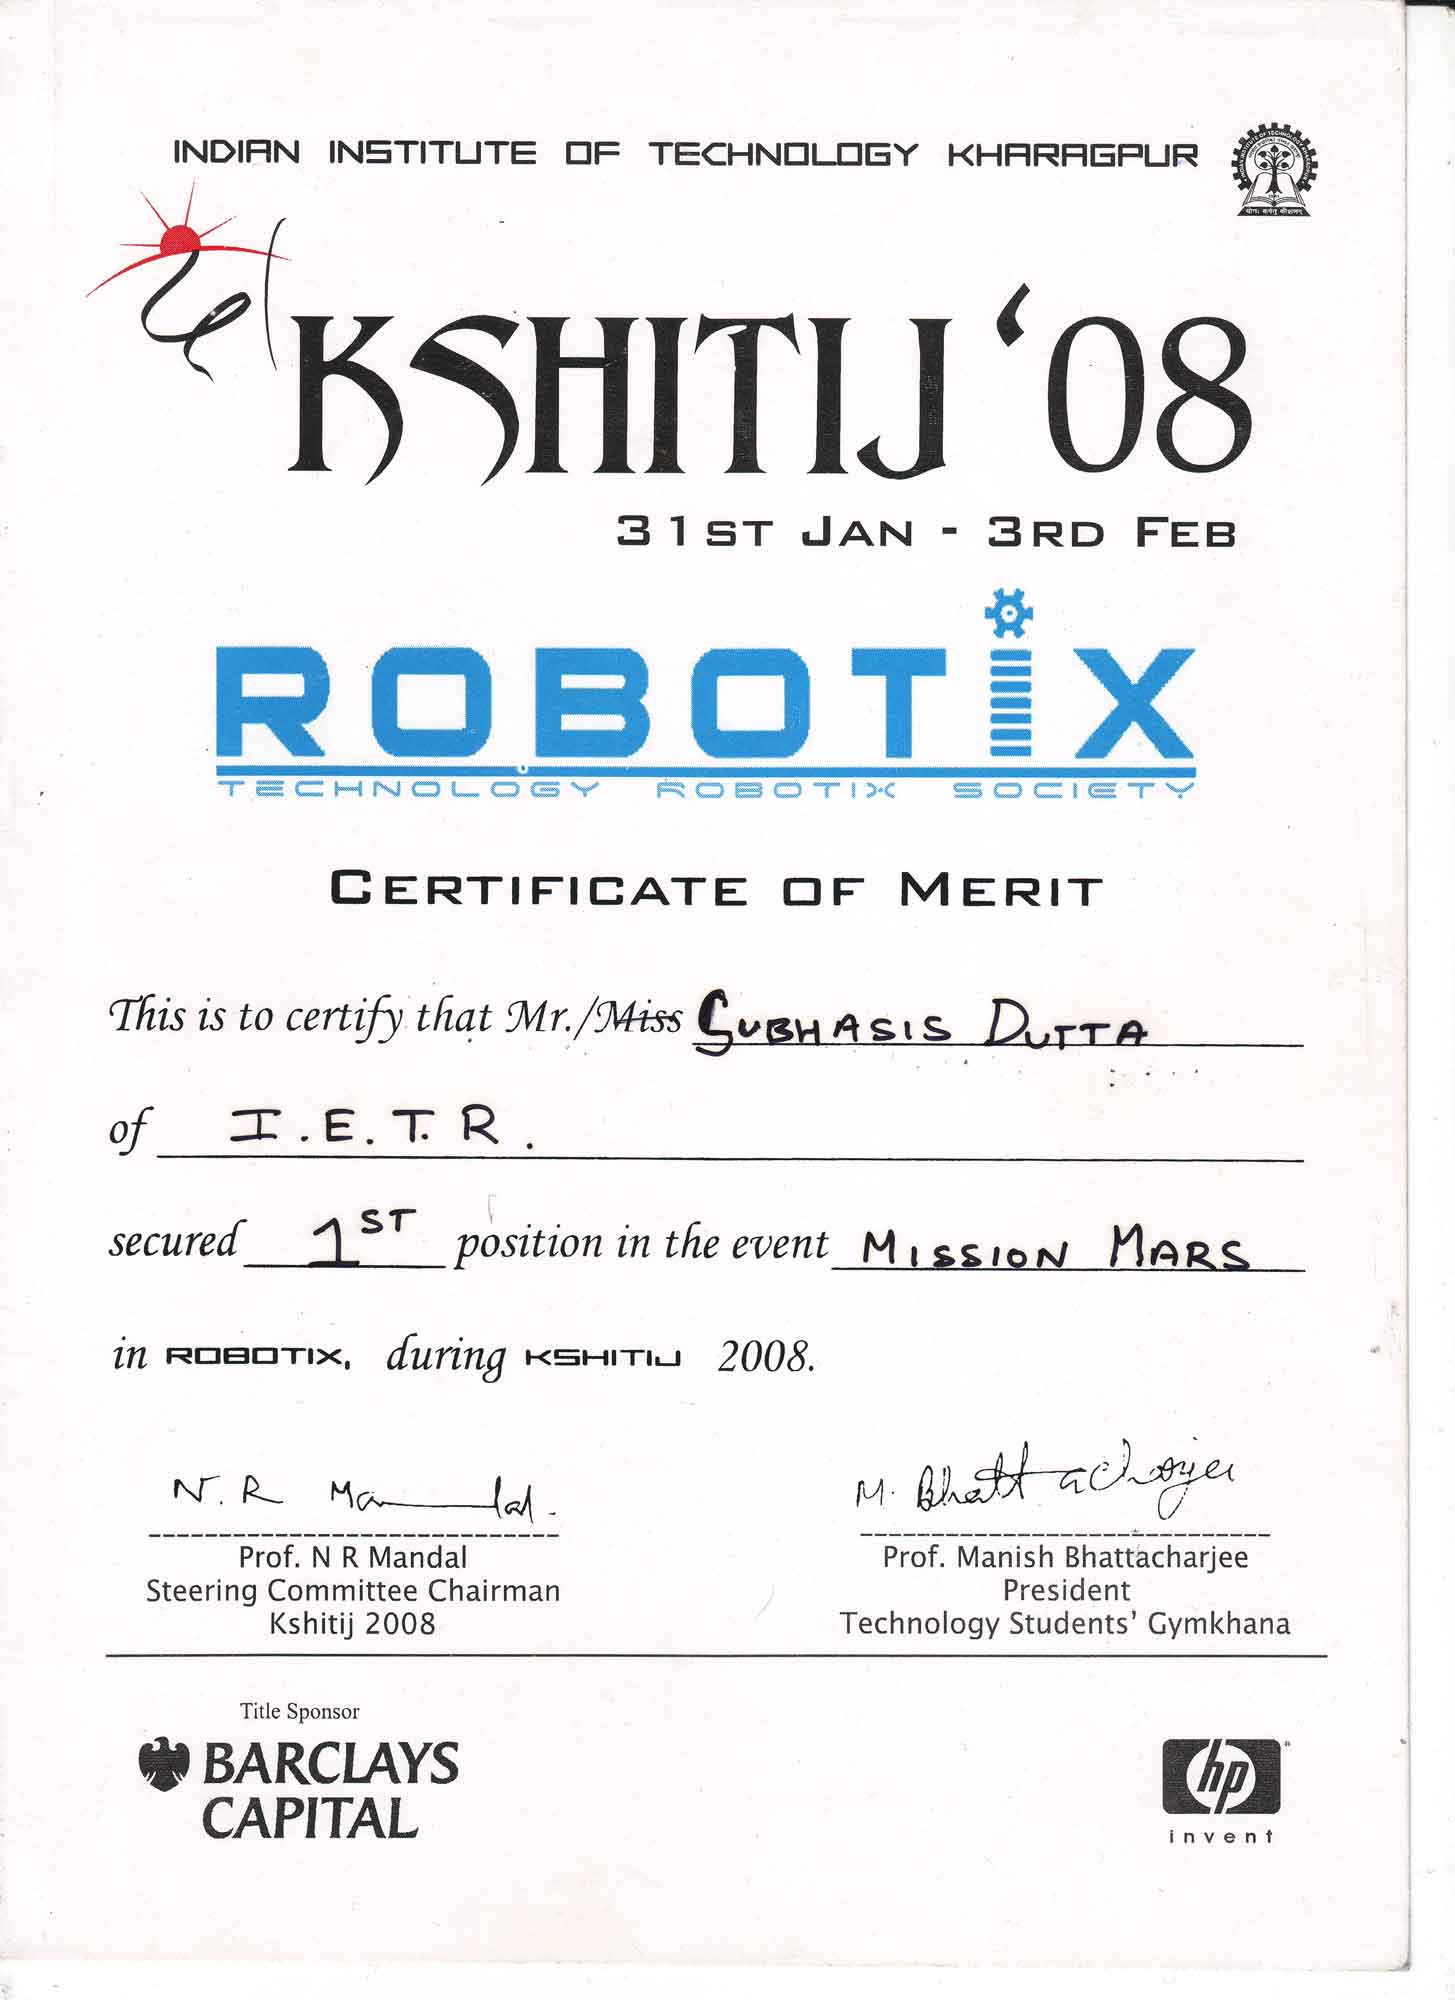 INDIAN INSTITUTE OF TECHNOLOGY KHARAGPUR
KSHITIJ '08
31ST JAN - 3RD FEB
ROBOTIX
TECHNOLOGY ROBOTIX SOCIETY
CERTIFICATE OF MERIT
This is to certify that Mr./Miss SUBHASIS DUTTA
of I.E.T.R.
secured 1ST position in the event MISSION MARS
in ROBOTIX, during KSHITIJ 2008.
N. R Mandal. M. Bhattacharjee
Prof. N R Mandal Prof. Manish Bhattacharjee
Steering Committee Chairman President
Kshitij 2008 Technology Students' Gymkhana
Title Sponsor
BARCLAYS
CAPITAL
hp
invent